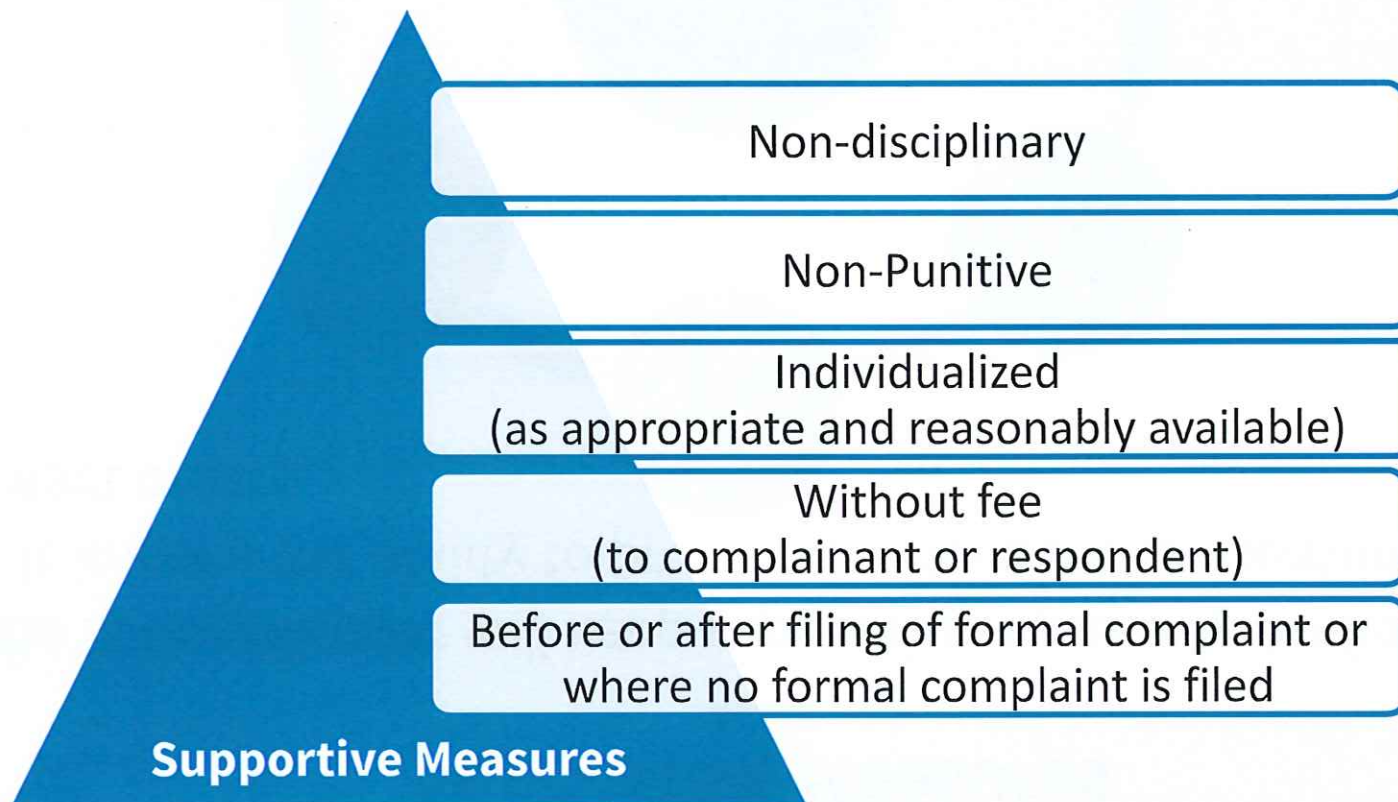 Non-disciplinary
Non-Punitive
Individualized
(as appropriate and reasonably available)
Without fee
(to complainant or respondent)
Before or after filing of formal complaint or
where no formal complaint is filed
Supportive Measures